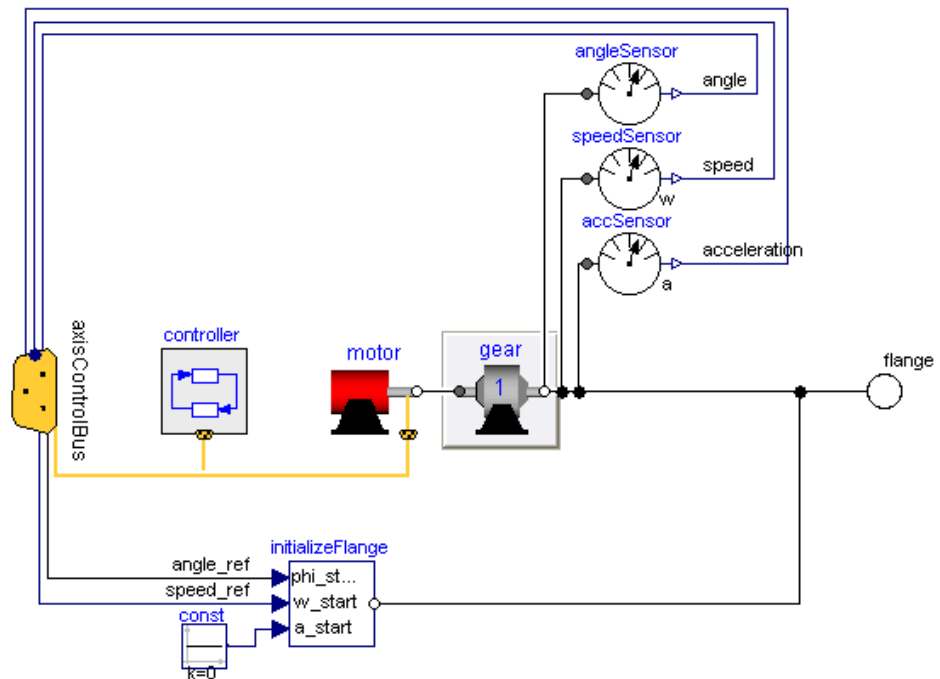 angleSensor
angle
speedSensor
speed
w
accSensor
acceleration
a
axisControlBus
controller
motor
gear
1
flange
initializeFlange
angle_ref
phi_st...
speed_ref
w_start
const
a_start
k=0